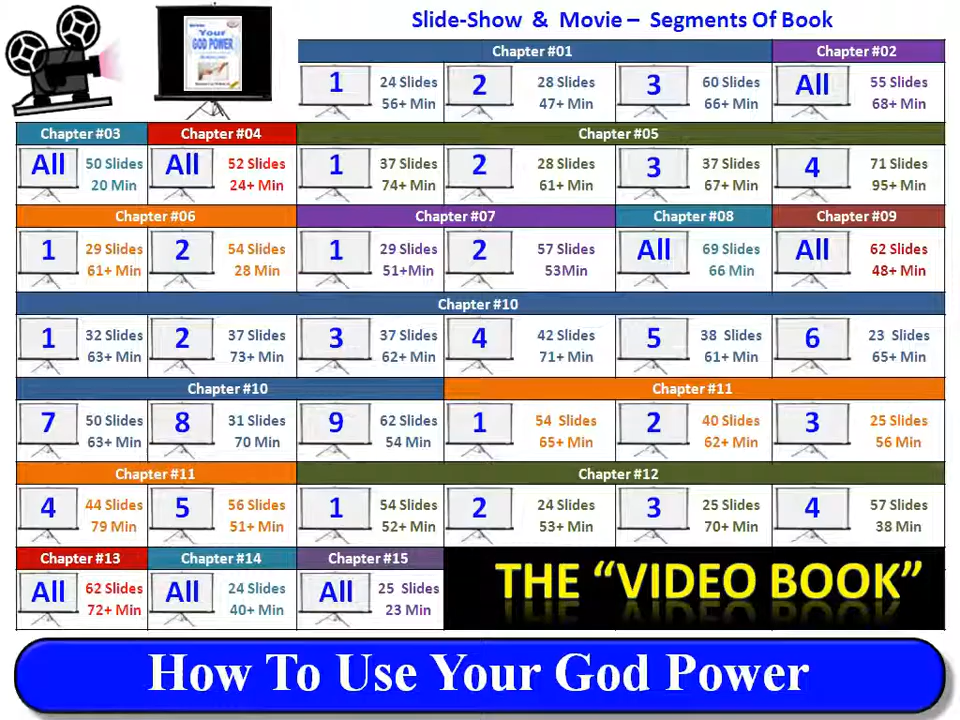 Slide-Show & Movie – Segments Of Book
Your
GOD POWER
Chapter #01
Chapter #02
1 24 Slides 2 28 Slides 3 60 Slides All 55 Slides
56+ Min 47+ Min 66+ Min 68+ Min
Chapter #03 Chapter #04 Chapter #05
All 50 Slides All 52 Slides 1 37 Slides 2 28 Slides 3 37 Slides 4 71 Slides
20 Min 24+ Min 74+ Min 61+ Min 67+ Min 95+ Min
Chapter #06 Chapter #07 Chapter #08 Chapter #09
1 29 Slides 2 54 Slides 1 29 Slides 2 57 Slides All 69 Slides All 62 Slides
61+ Min 28 Min 51+Min 53Min 66 Min 48+ Min
Chapter #10
1 32 Slides 2 37 Slides 3 37 Slides 4 42 Slides 5 38 Slides 6 23 Slides
63+ Min 73+ Min 62+ Min 71+ Min 61+ Min 65+ Min
Chapter #10 Chapter #11
7 50 Slides 8 31 Slides 9 62 Slides 1 54 Slides 2 40 Slides 3 25 Slides
63+ Min 70 Min 54 Min 65+ Min 62+ Min 56 Min
Chapter #11 Chapter #12
4 44 Slides 5 56 Slides 1 54 Slides 2 24 Slides 3 25 Slides 4 57 Slides
79 Min 51+ Min 52+ Min 53+ Min 70+ Min 38 Min
Chapter #13 Chapter #14 Chapter #15
All 62 Slides All 24 Slides All 25 Slides
72+ Min 40+ Min 23 Min
THE “VIDEO BOOK”
How To Use Your God Power